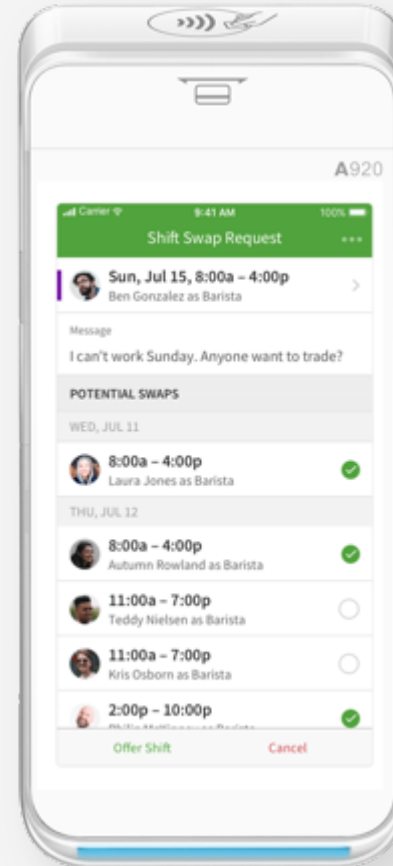 A920
Carrier 9:41 AM 100%
Shift Swap Request
Sun, Jul 15, 8:00a – 4:00p
Ben Gonzalez as Barista
Message
I can't work Sunday. Anyone want to trade?
POTENTIAL SWAPS
WED, JUL 11
8:00a – 4:00p
Laura Jones as Barista
THU, JUL 12
8:00a – 4:00p
Autumn Rowland as Barista
11:00a – 7:00p
Teddy Nielsen as Barista
11:00a – 7:00p
Kris Osborn as Barista
2:00p – 10:00p
Offer Shift Cancel